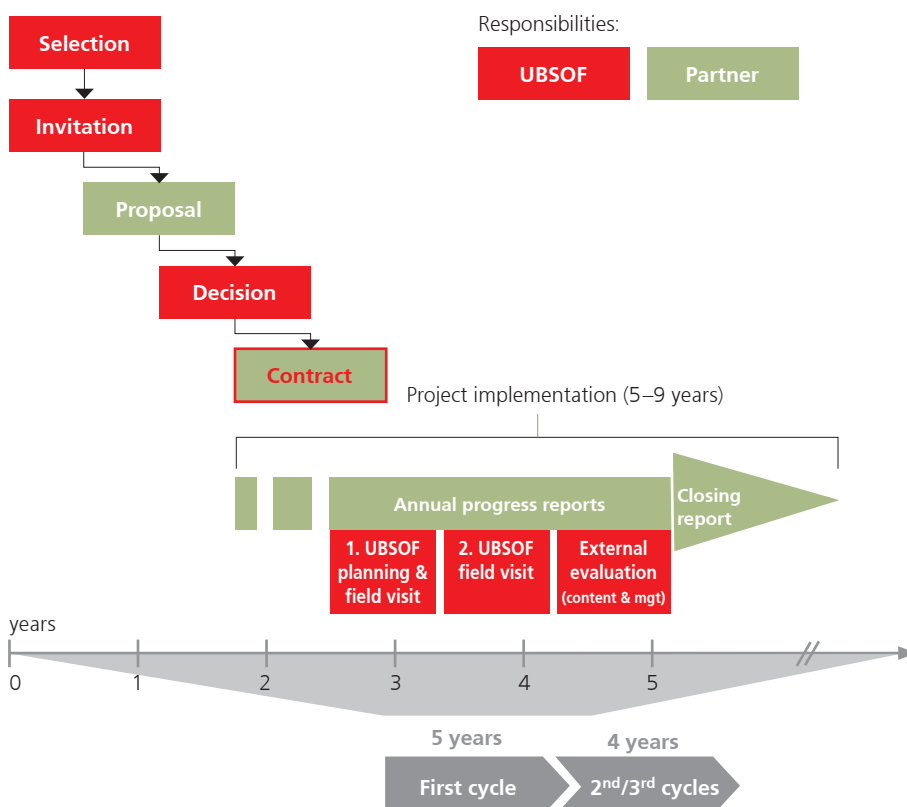 Responsibilities:
UBSOF
Partner
Selection
Invitation
Proposal
Decision
Contract
Project implementation (5–9 years)
Annual progress reports
Closing
report
1. UBSOF
planning &
field visit
2. UBSOF
field visit
External
evaluation
(content & mgt)
years
0 1 2 3 4 5
5 years
4 years
First cycle
2nd/3rd cycles